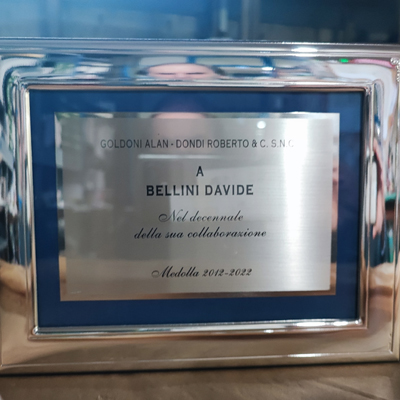 GOLDONI ALAN - DONDI ROBERTO & C. S.N.C
A
BELLINI DAVIDE
Nel decennale
della sua collaborazione
Medolla 2012-2022